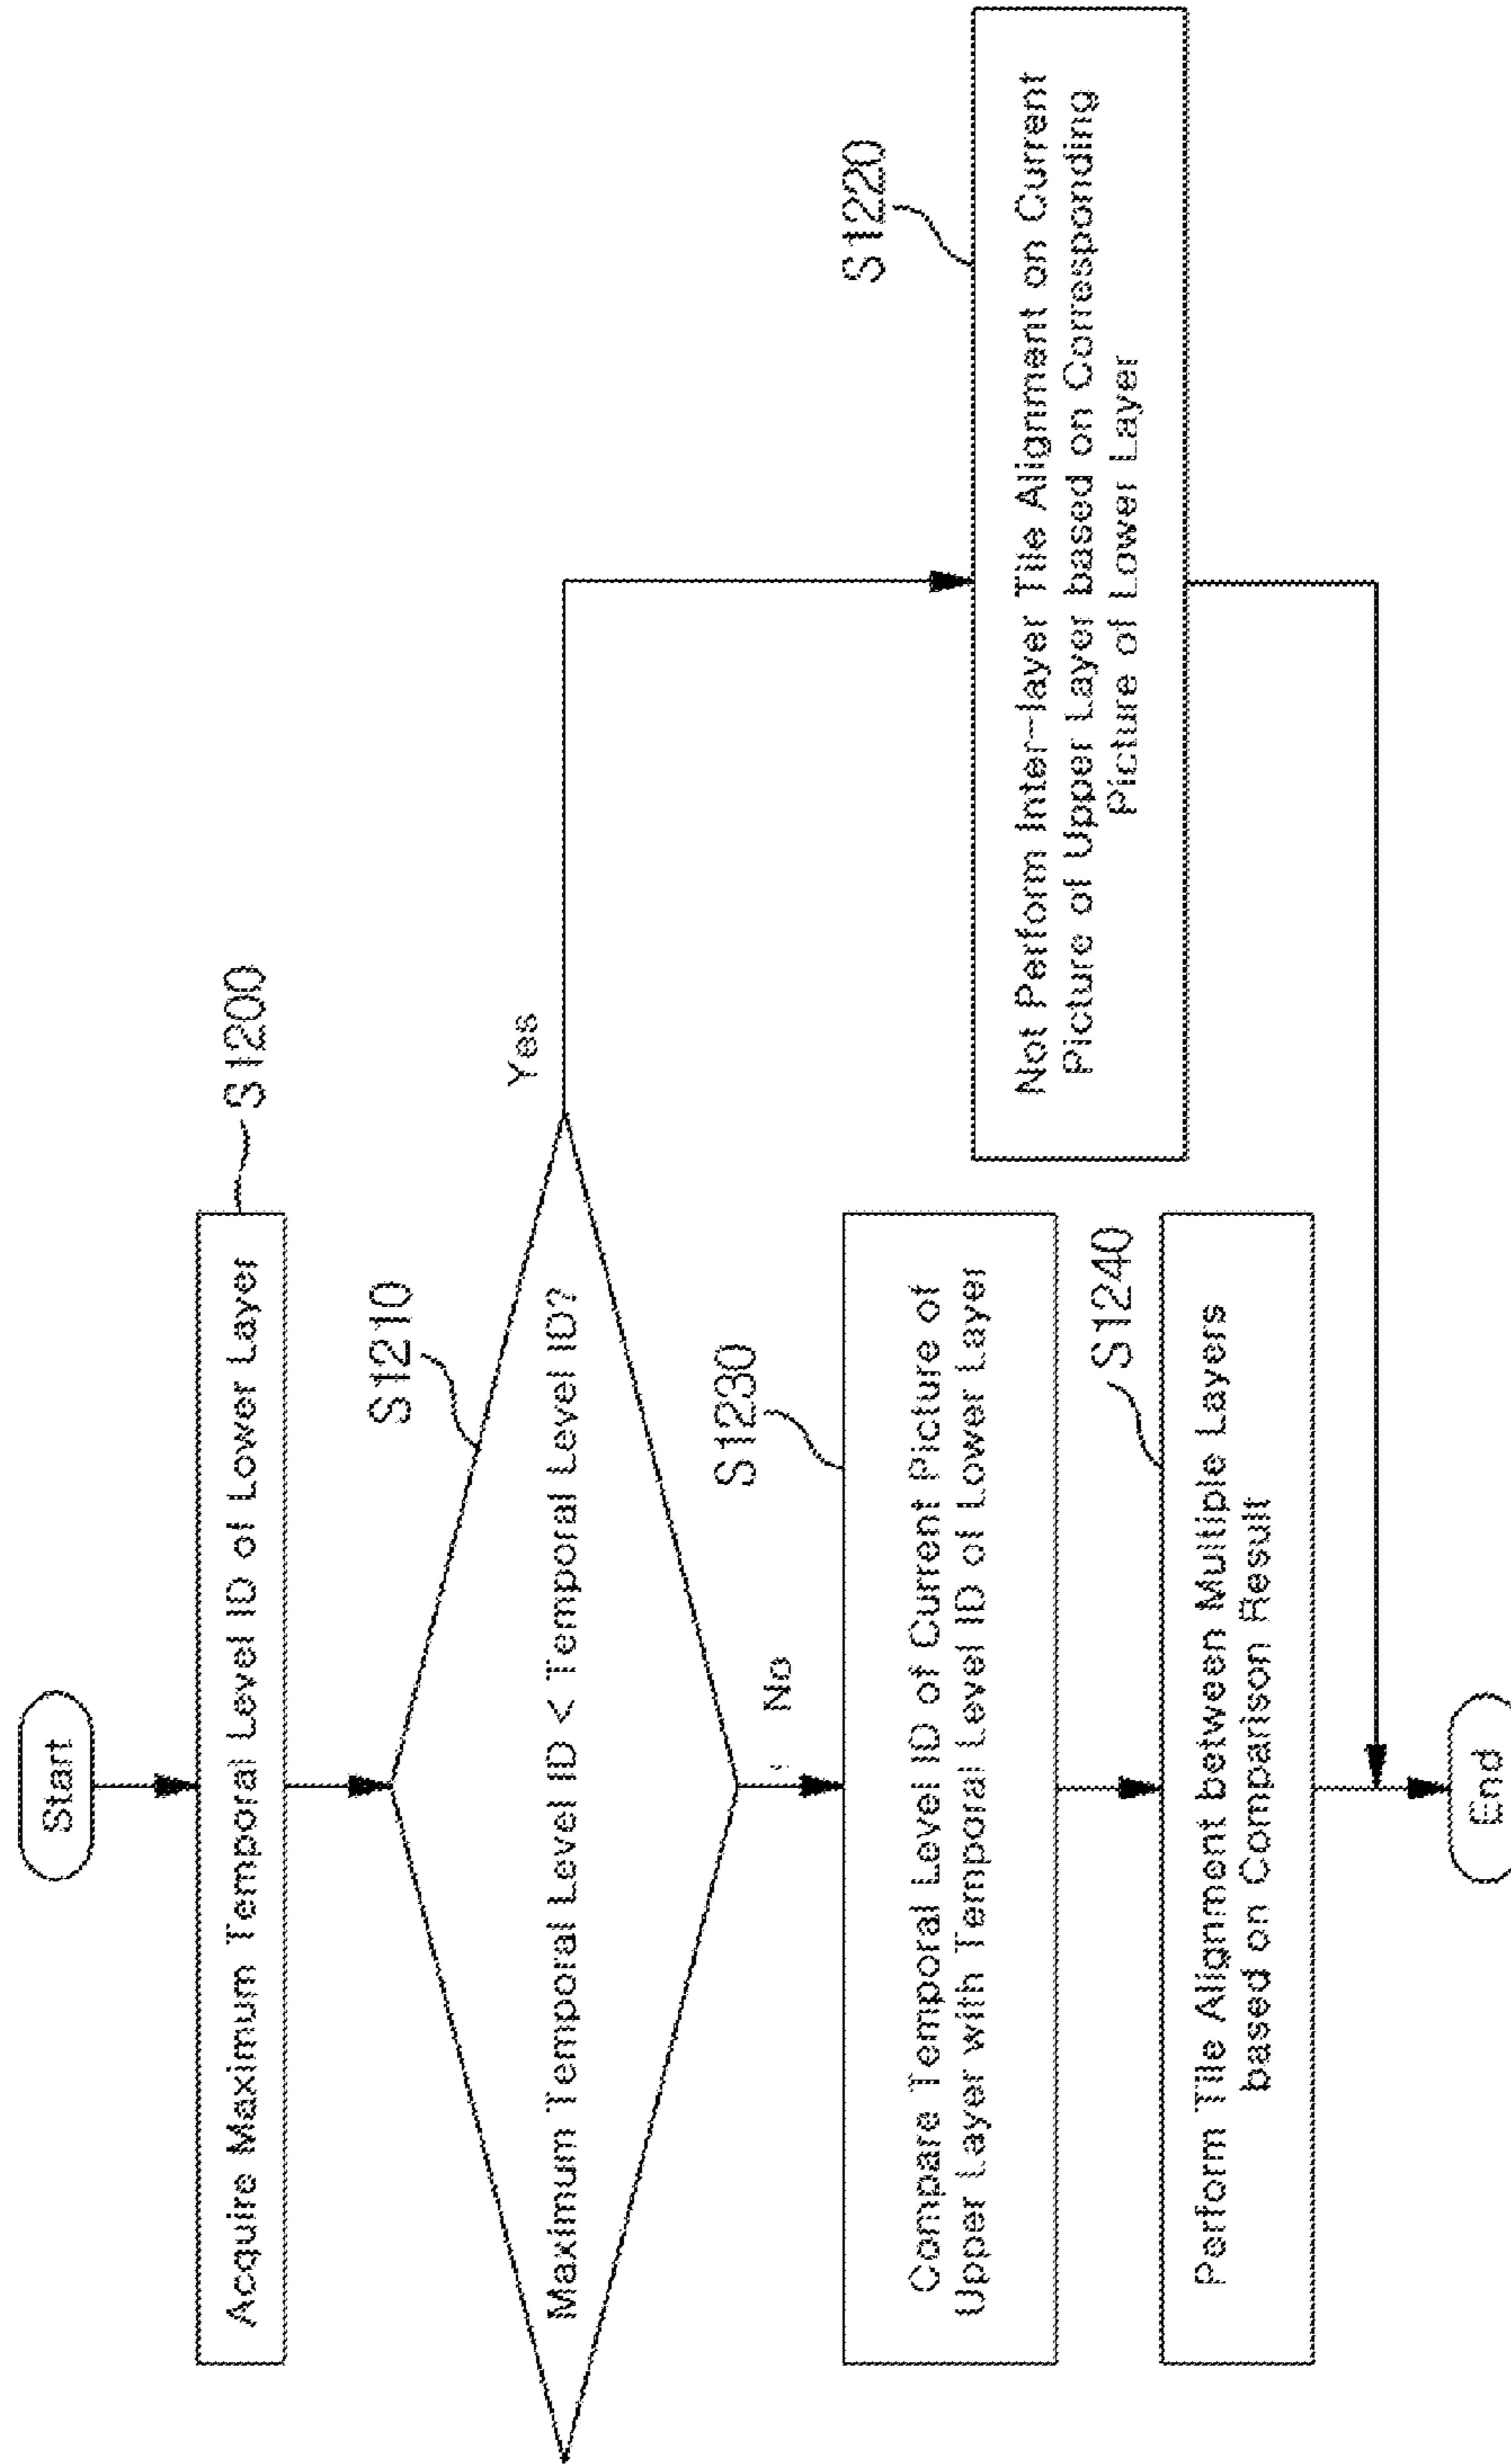 Start
S1200
Acquire Maximum Temporal Level ID of Lower Layer
S1210
Maximum Temporal Level ID < Temporal Level ID?
Yes
No
S1220
Not Perform Inter-layer Tile Alignment on Current
Picture of Upper Layer based on Corresponding
Picture of Lower Layer
S1230
Compare Temporal Level ID of Current Picture of
Upper Layer with Temporal Level ID of Lower Layer
S1240
Perform Tile Alignment between Multiple Layers
based on Comparison Result
End